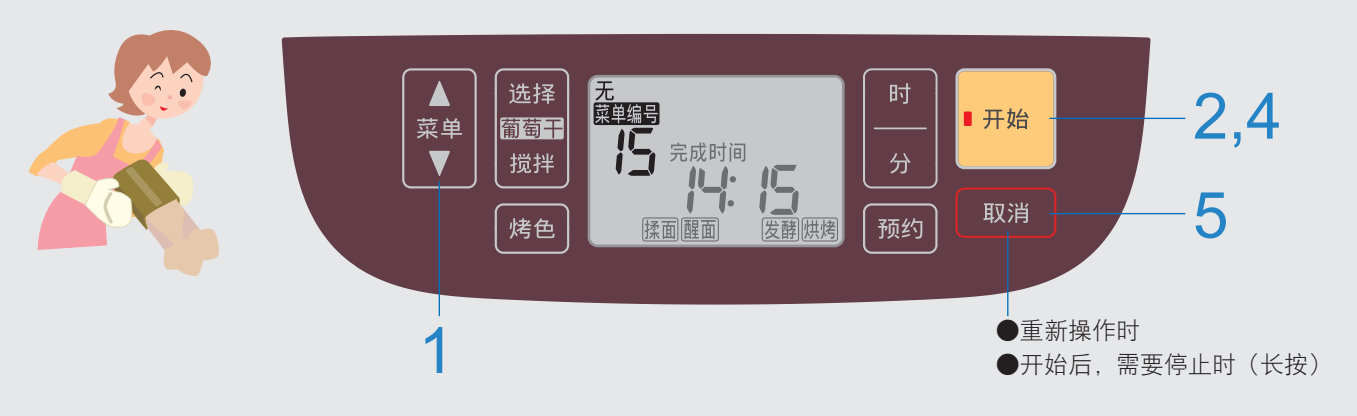 菜单
选择
葡萄干
搅拌
烤色
无
菜单编号
15
完成时间
14:15
揉面 醒面 发酵 烘烤
时
分
预约
开始
取消
1
2,4
5
●重新操作时
●开始后，需要停止时（长按）